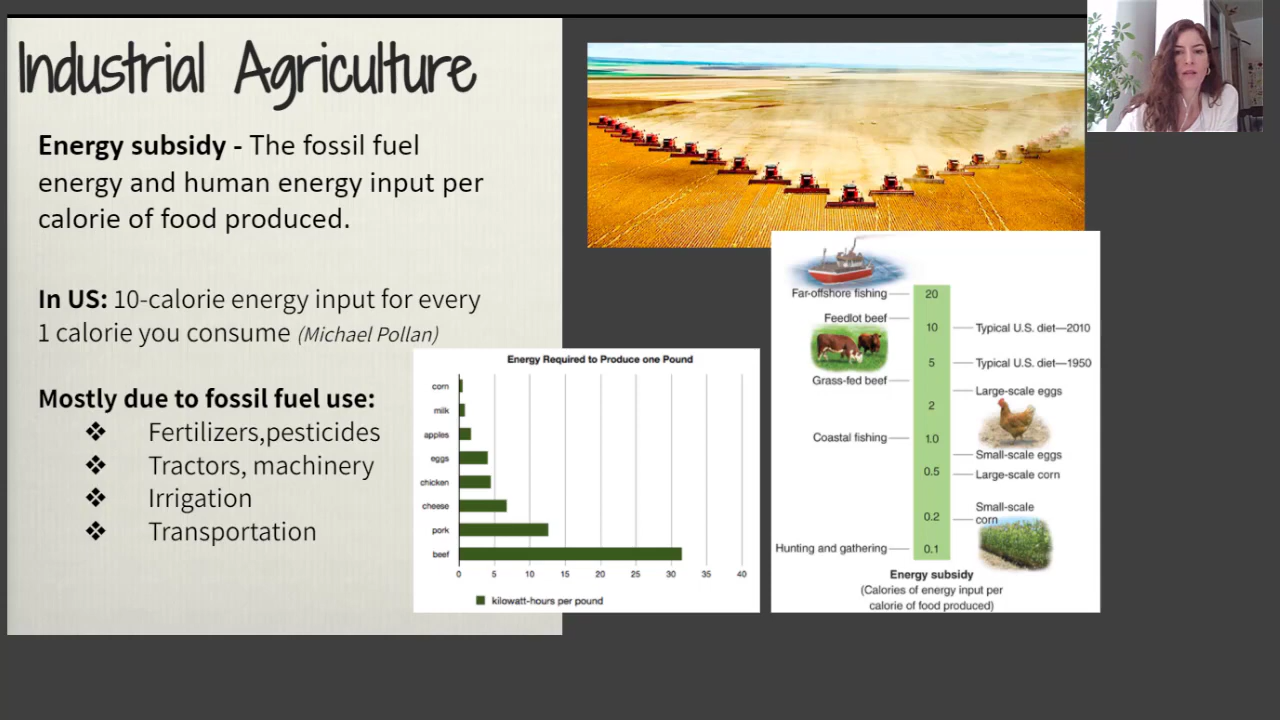 Industrial Agriculture
Energy subsidy - The fossil fuel
energy and human energy input per
calorie of food produced.
In US: 10-calorie energy input for every
1 calorie you consume (Michael Pollan)
Mostly due to fossil fuel use:
❖ Fertilizers,pesticides
❖ Tractors, machinery
❖ Irrigation
❖ Transportation
Energy Required to Produce one Pound
corn
milk
apples
eggs
chicken
cheese
pork
beef
0 5 10 15 20 25 30 35 40
kilowatt-hours per pound
Far-offshore fishing 20
Feedlot beef
10 Typical U.S. diet—2010
5 Typical U.S. diet—1950
Grass-fed beef
Large-scale eggs
2
Coastal fishing 1.0
Small-scale eggs
0.5 Large-scale corn
Small-scale
corn
0.2
Hunting and gathering 0.1
Energy subsidy
(Calories of energy input per
calorie of food produced)